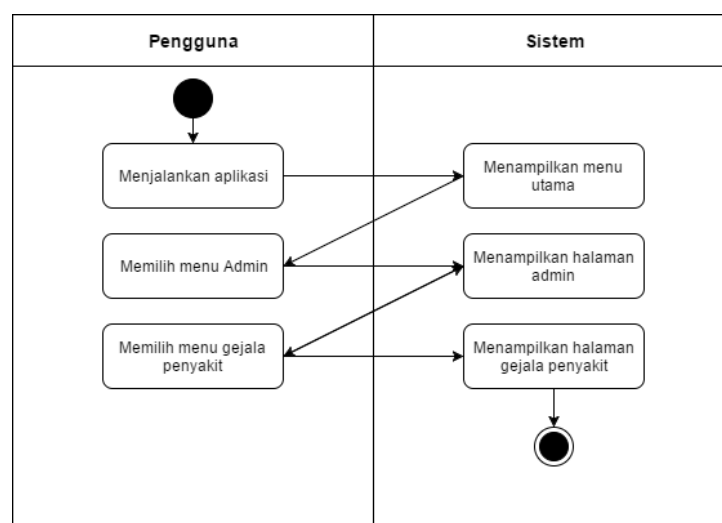 Pengguna
Sistem
Menjalankan aplikasi
Menampilkan menu
utama
Memilih menu Admin
Menampilkan halaman
admin
Memilih menu gejala
penyakit
Menampilkan halaman
gejala penyakit